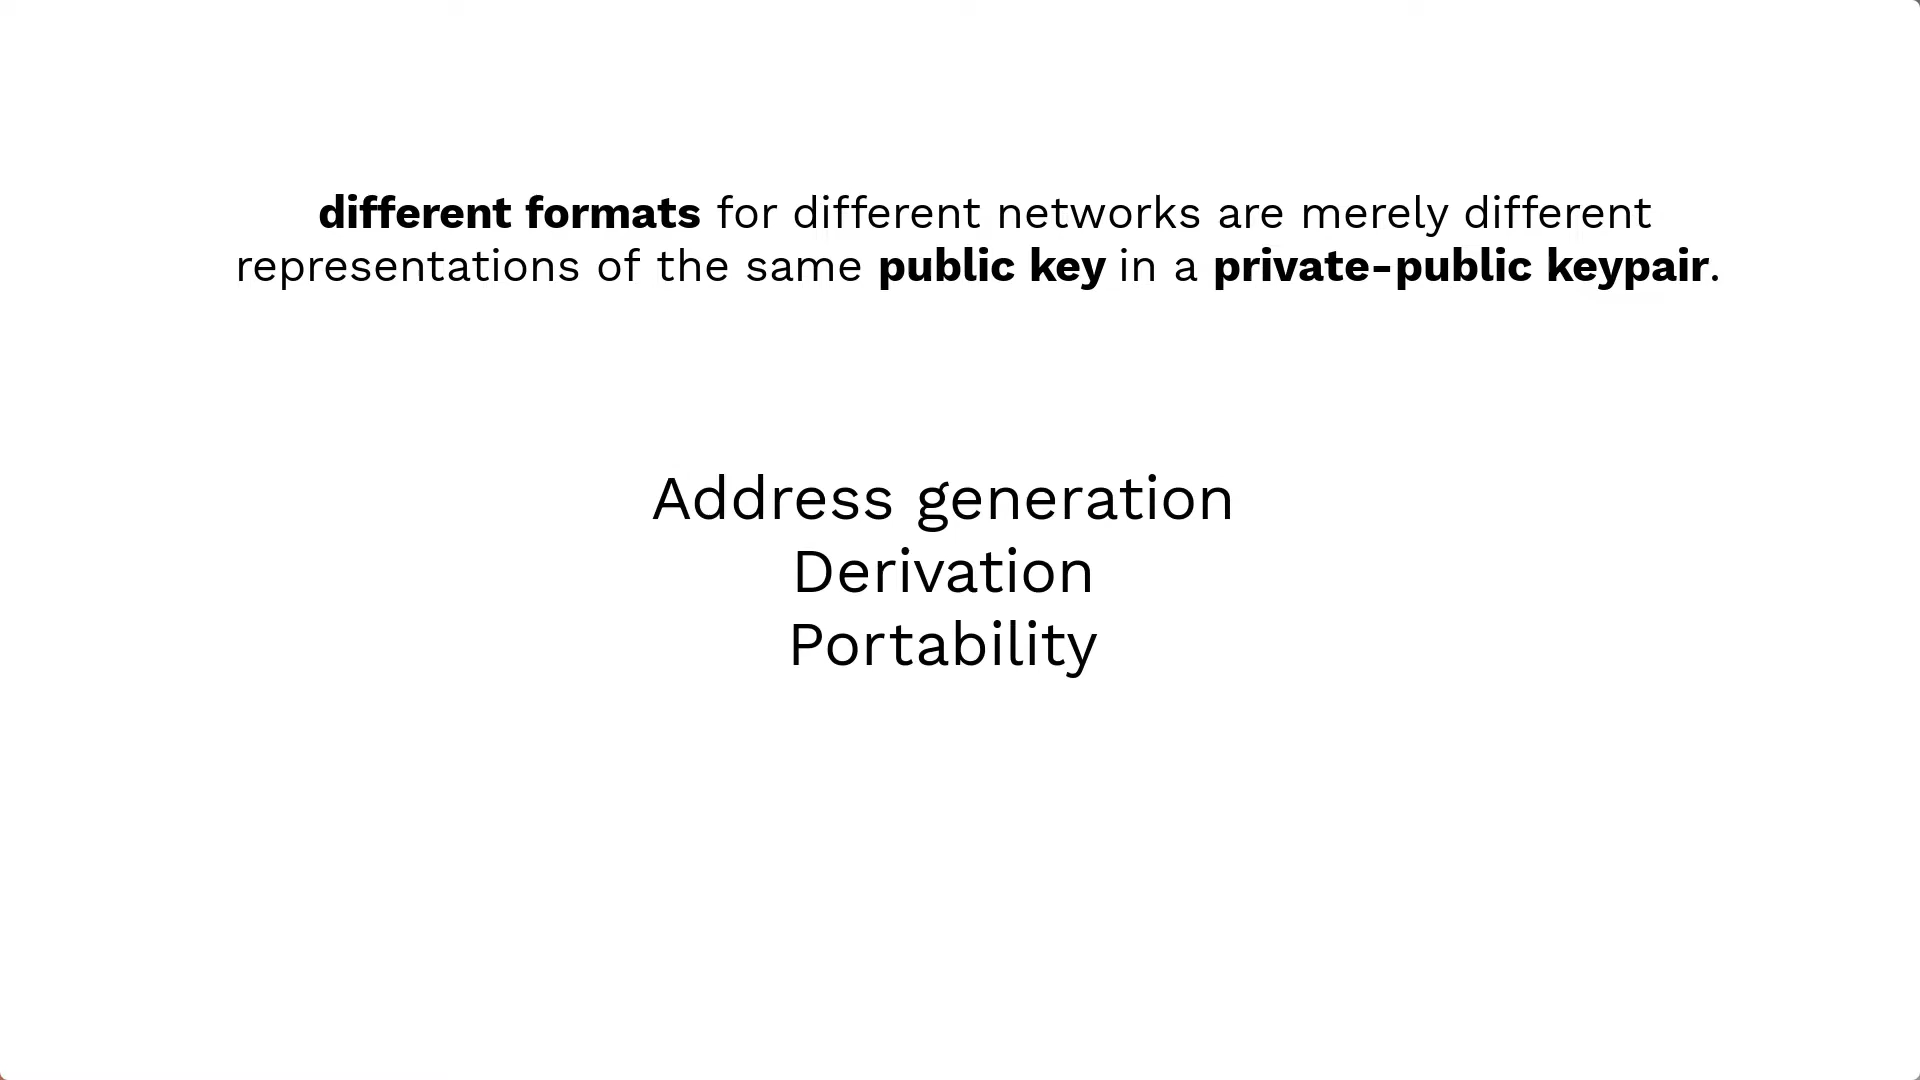 different formats for different networks are merely different
representations of the same public key in a private-public keypair.
Address generation
Derivation
Portability